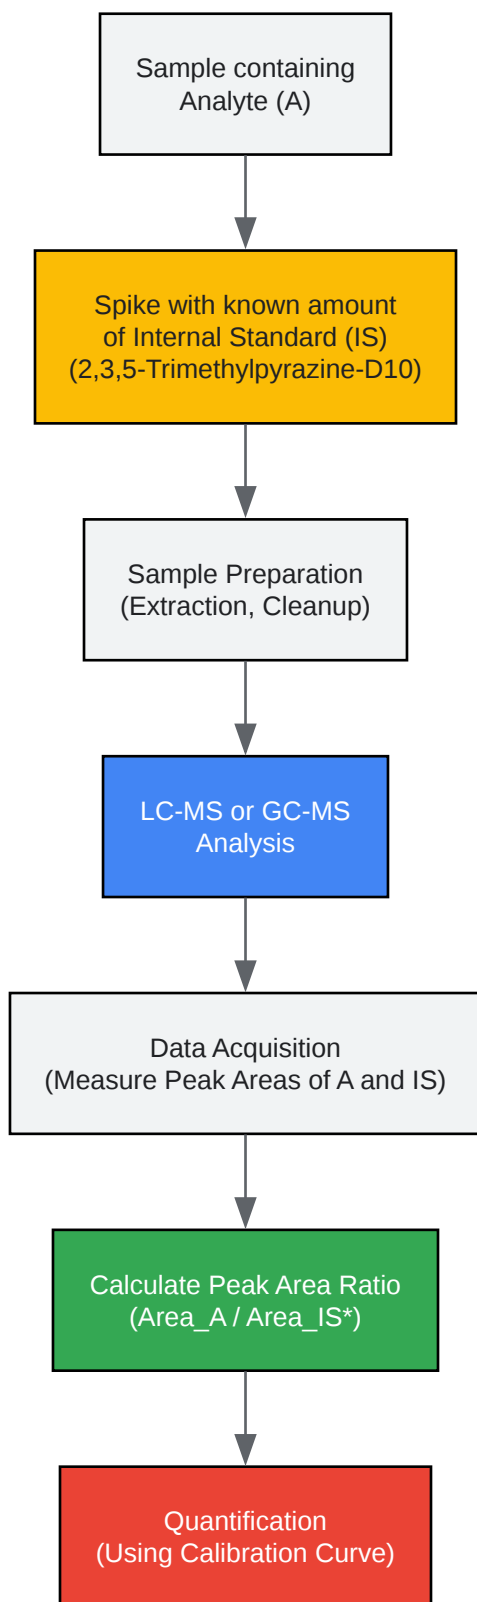 Sample containing
Analyte (A)
Spike with known amount
of Internal Standard (IS)
(2,3,5-Trimethylpyrazine-D10)
Sample Preparation
(Extraction, Cleanup)
LC-MS or GC-MS
Analysis
Data Acquisition
(Measure Peak Areas of A and IS)
Calculate Peak Area Ratio
(Area_A / Area_IS*)
Quantification
(Using Calibration Curve)